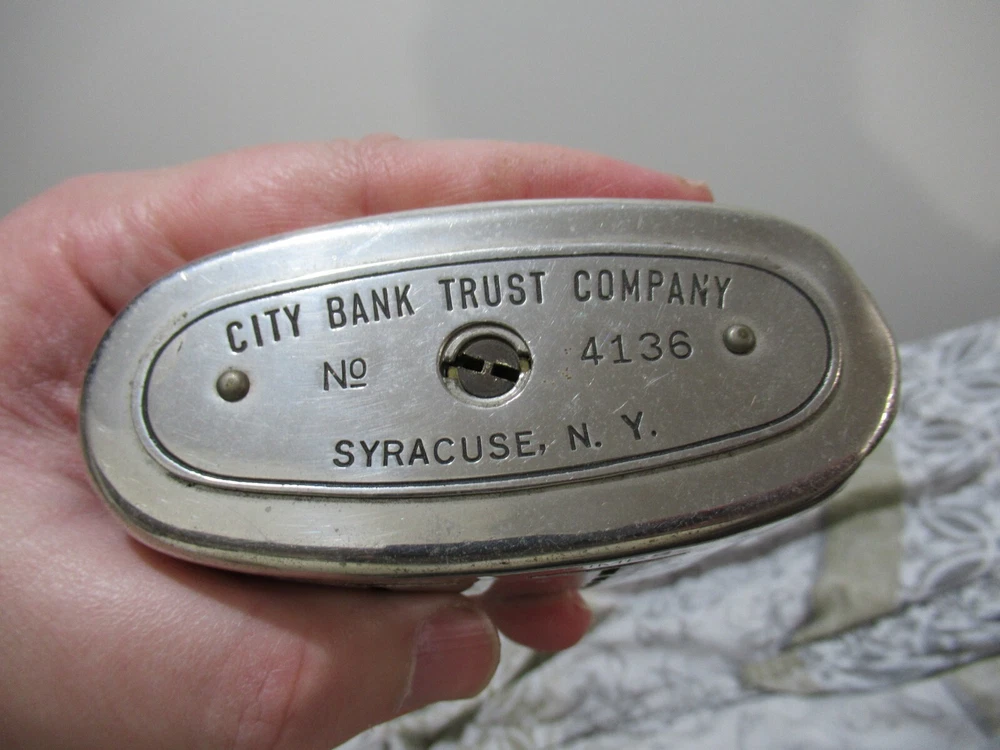 CITY BANK TRUST COMPANY
Nº 4136
SYRACUSE, N. Y.